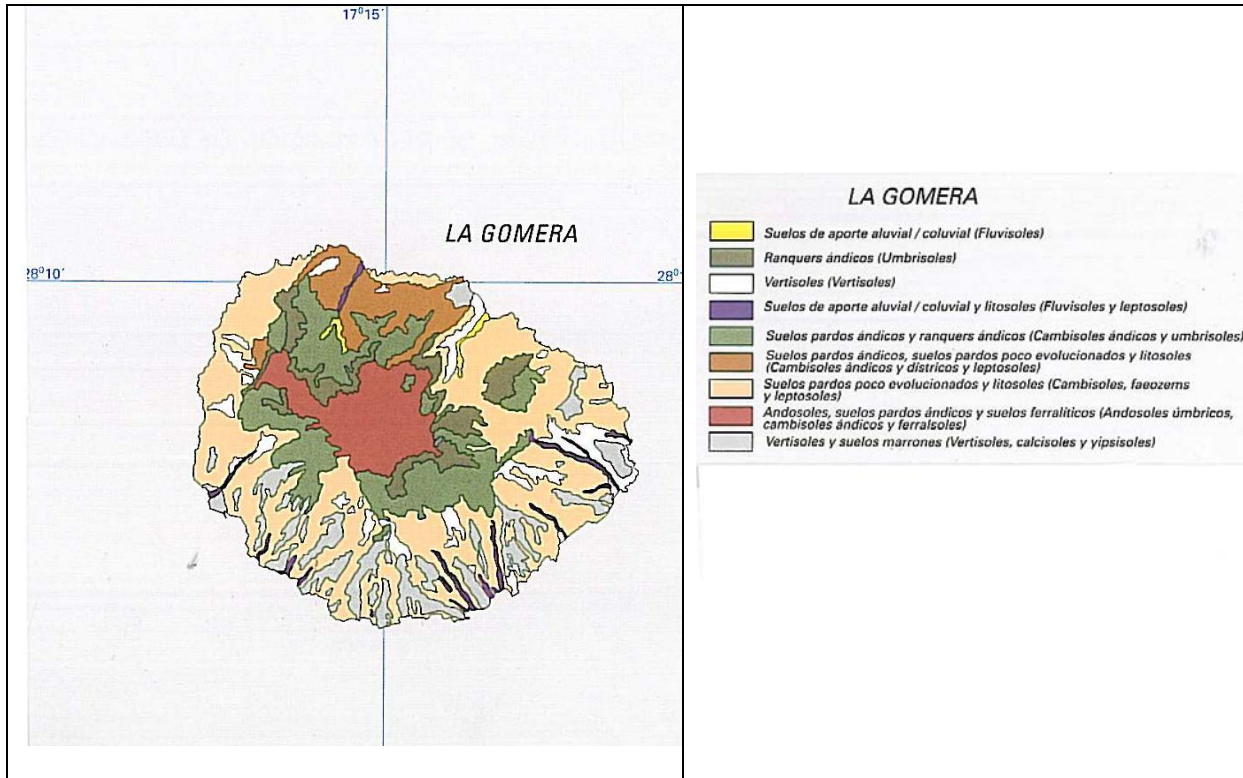 17°15´
LA GOMERA
28°10´
28°
LA GOMERA
Suelos de aporte aluvial / coluvial (Fluvisoles)
Ranquers ándicos (Umbrisoles)
Vertisoles (Vertisoles)
Suelos de aporte aluvial / coluvial y litosoles (Fluvisoles y leptosoles)
Suelos pardos ándicos y ranquers ándicos (Cambisoles ándicos y umbrisoles)
Suelos pardos ándicos, suelos pardos poco evolucionados y litosoles
(Cambisoles ándicos y dístricos y leptosoles)
Suelos pardos poco evolucionados y litosoles (Cambisoles, faeozems
y leptosoles)
Andosoles, suelos pardos ándicos y suelos ferralíticos (Andosoles úmbricos,
cambisoles ándicos y ferralsoles)
Vertisoles y suelos marrones (Vertisoles, calcisoles y yipsisoles)